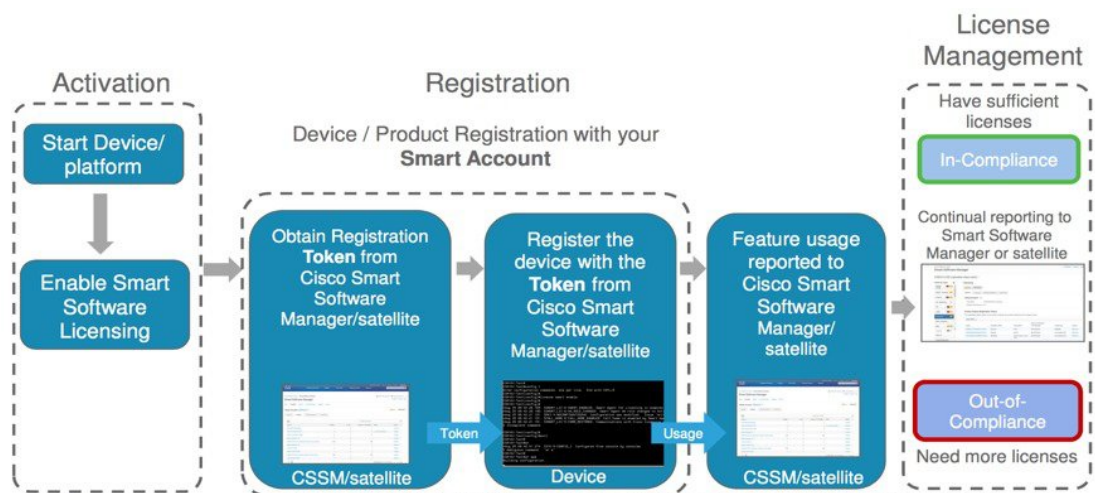 Activation
Start Device/
platform
Enable Smart
Software
Licensing
Registration
Device / Product Registration with your
Smart Account
Obtain Registration
Token from
Cisco Smart
Software
Manager/satellite
CSSM/satellite
Token
Register the
device with the
Token from
Cisco Smart
Software
Manager/satellite
Device
Usage
Feature usage
reported to
Cisco Smart
Software
Manager/
satellite
CSSM/satellite
License
Management
Have sufficient
licenses
In-Compliance
Continual reporting to
Smart Software
Manager or satellite
Out-of-
Compliance
Need more licenses